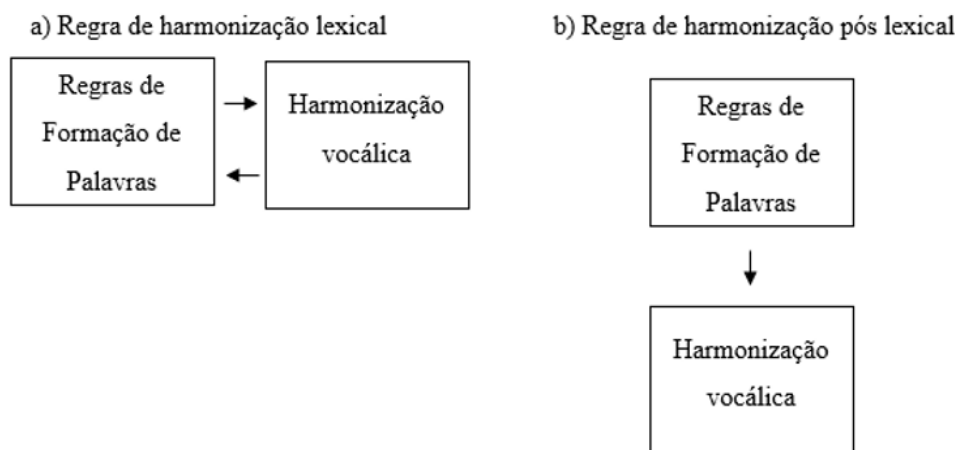 a) Regra de harmonização lexical
Regras de
Formação de
Palavras
Harmonização
vocálica
b) Regra de harmonização pós lexical
Regras de
Formação de
Palavras
Harmonização
vocálica